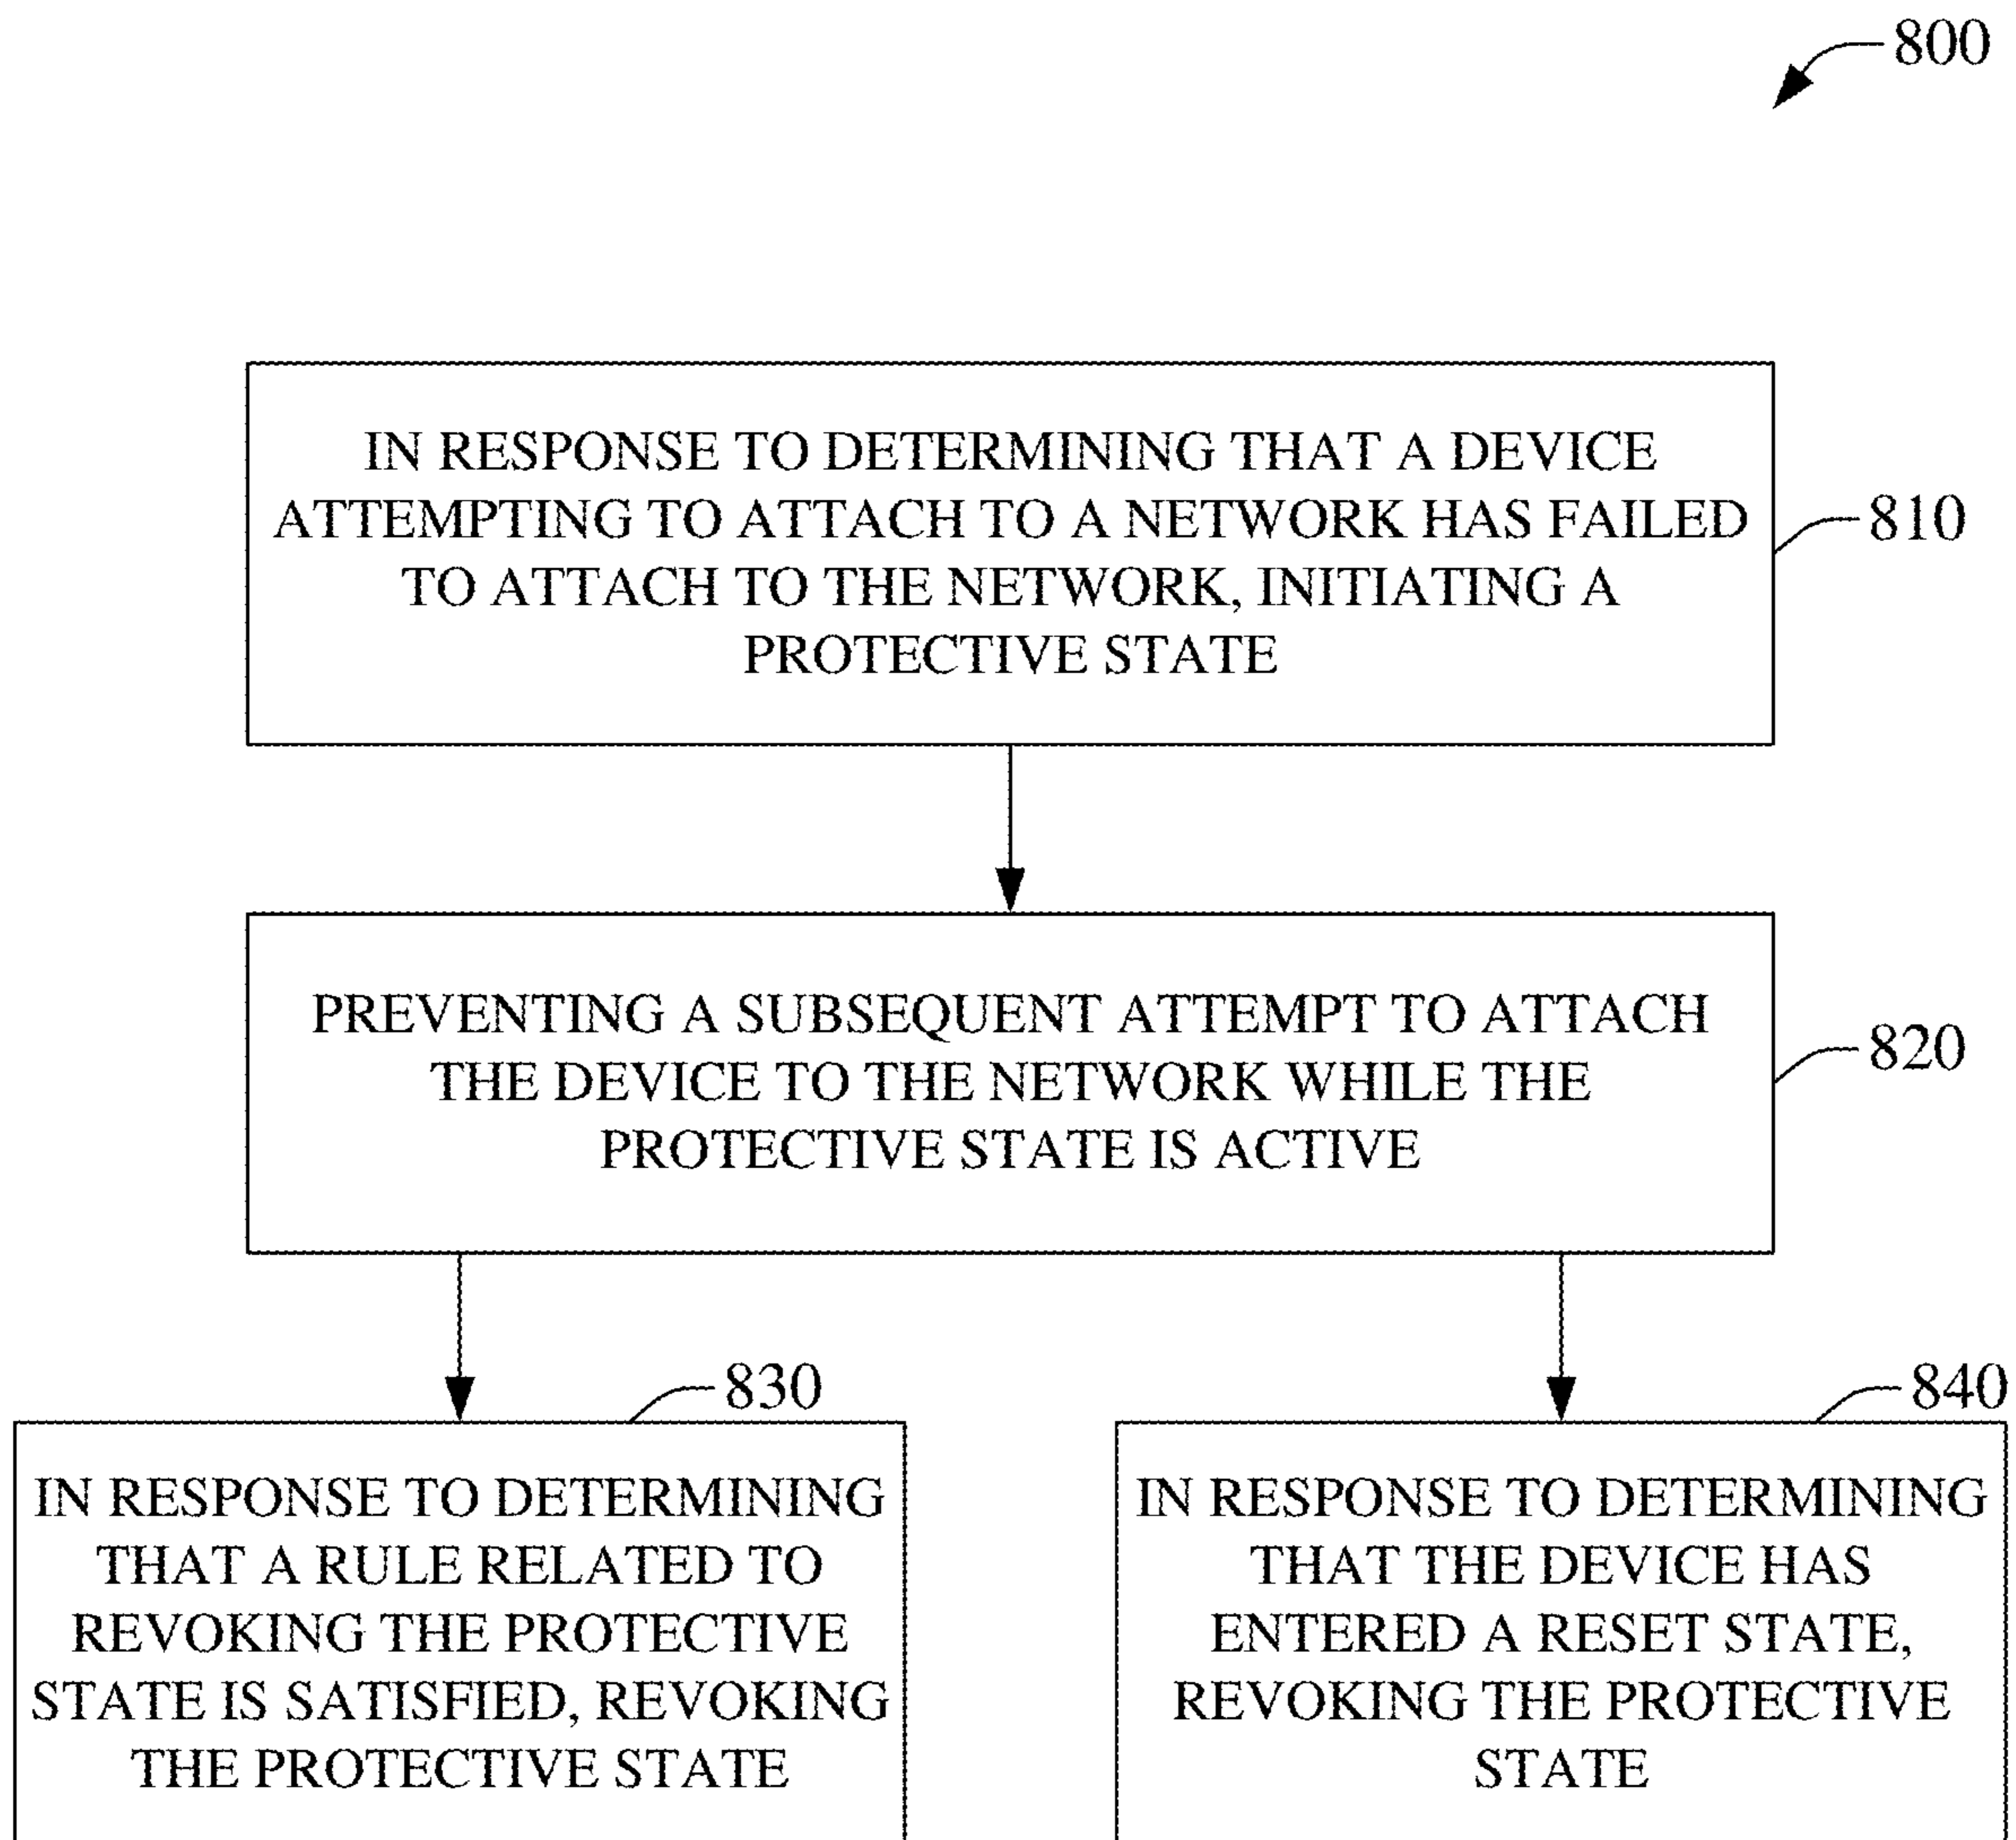 800
IN RESPONSE TO DETERMINING THAT A DEVICE
ATTEMPTING TO ATTACH TO A NETWORK HAS FAILED
TO ATTACH TO THE NETWORK, INITIATING A
PROTECTIVE STATE
810
PREVENTING A SUBSEQUENT ATTEMPT TO ATTACH
THE DEVICE TO THE NETWORK WHILE THE
PROTECTIVE STATE IS ACTIVE
820
830
IN RESPONSE TO DETERMINING
THAT A RULE RELATED TO
REVOKING THE PROTECTIVE
STATE IS SATISFIED, REVOKING
THE PROTECTIVE STATE
840
IN RESPONSE TO DETERMINING
THAT THE DEVICE HAS
ENTERED A RESET STATE,
REVOKING THE PROTECTIVE
STATE